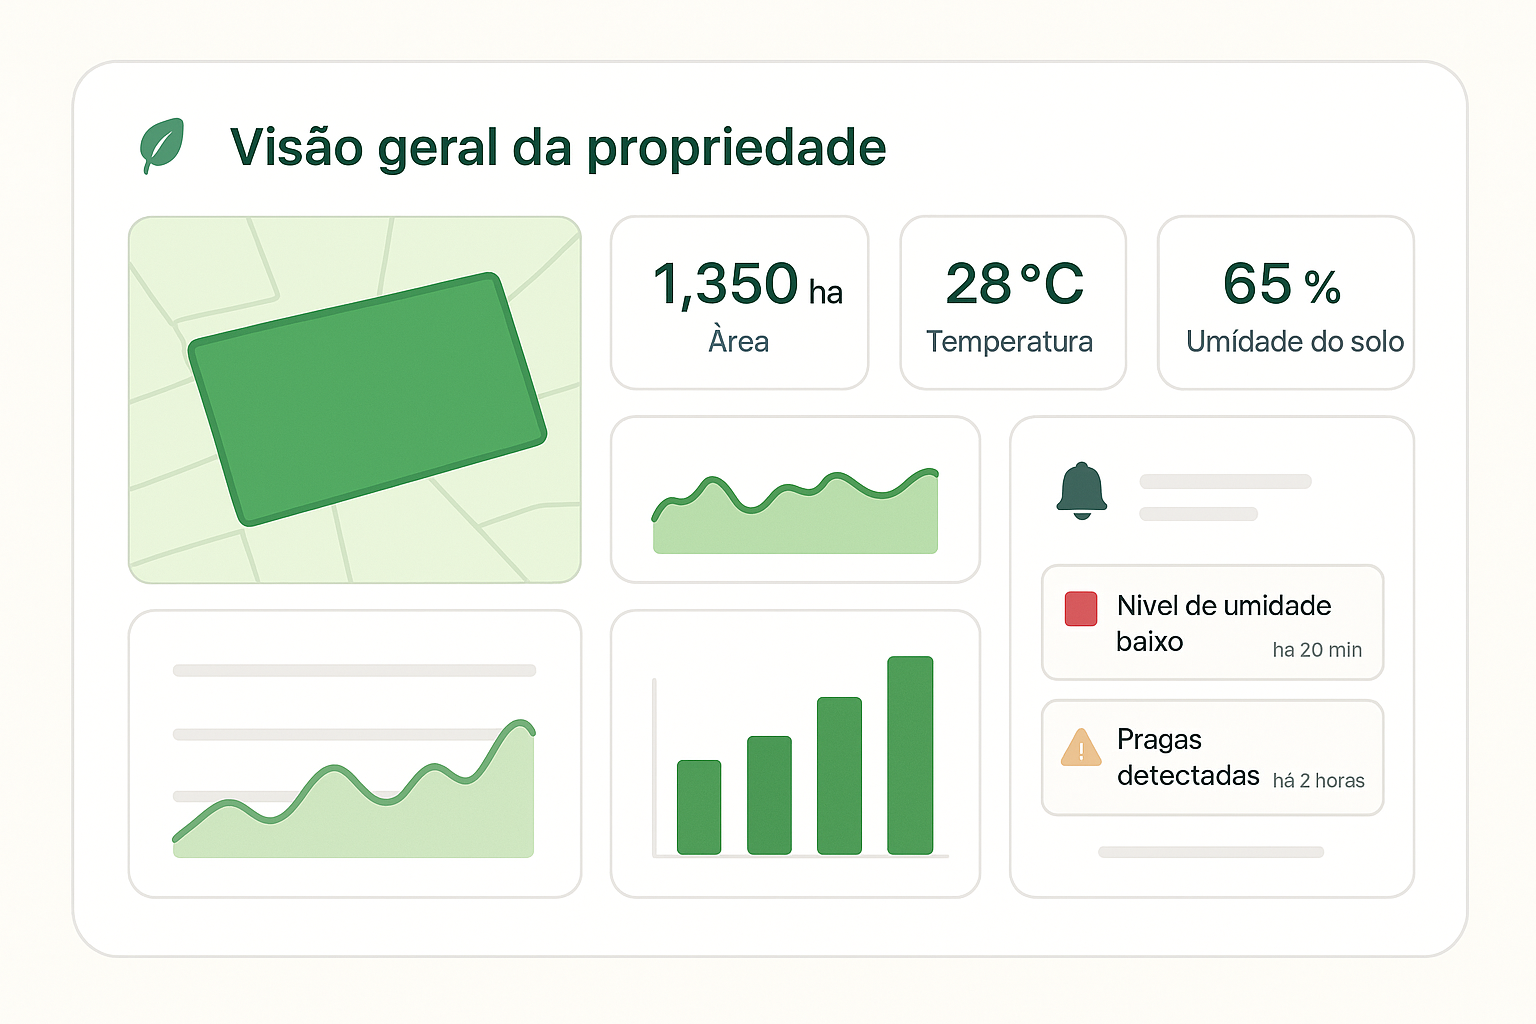 Visão geral da propriedade
1,350 ha
Àrea
28°C
Temperatura
65 %
Umídade do solo
Nivel de umidade
baixo
ha 20 min
Pragas
detectadas
há 2 horas